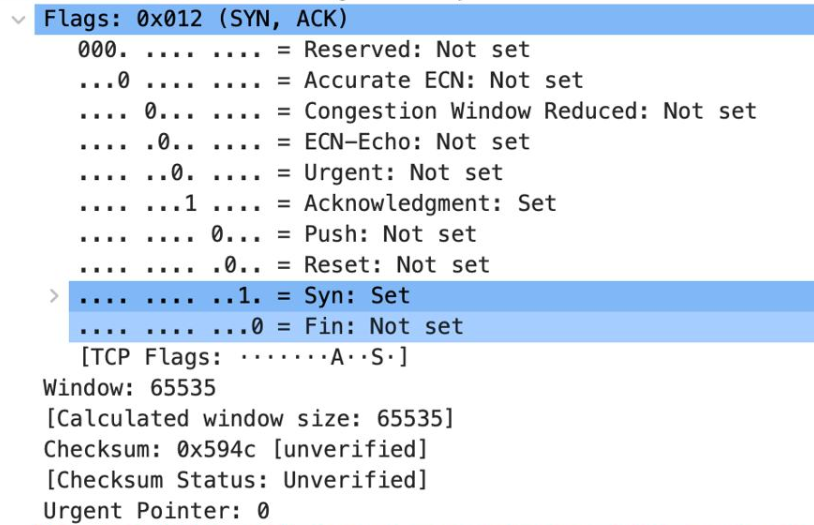 Flags: 0x012 (SYN, ACK)
000. .... .... = Reserved: Not set
...0 .... .... = Accurate ECN: Not set
.... 0... .... = Congestion Window Reduced: Not set
.... .0.. .... = ECN-Echo: Not set
.... ..0. .... = Urgent: Not set
.... ...1 .... = Acknowledgment: Set
.... .... 0... = Push: Not set
.... .... .0.. = Reset: Not set
.... .... ..1. = Syn: Set
.... .... ...0 = Fin: Not set
[TCP Flags: ·······A··S·]
Window: 65535
[Calculated window size: 65535]
Checksum: 0x594c [unverified]
[Checksum Status: Unverified]
Urgent Pointer: 0